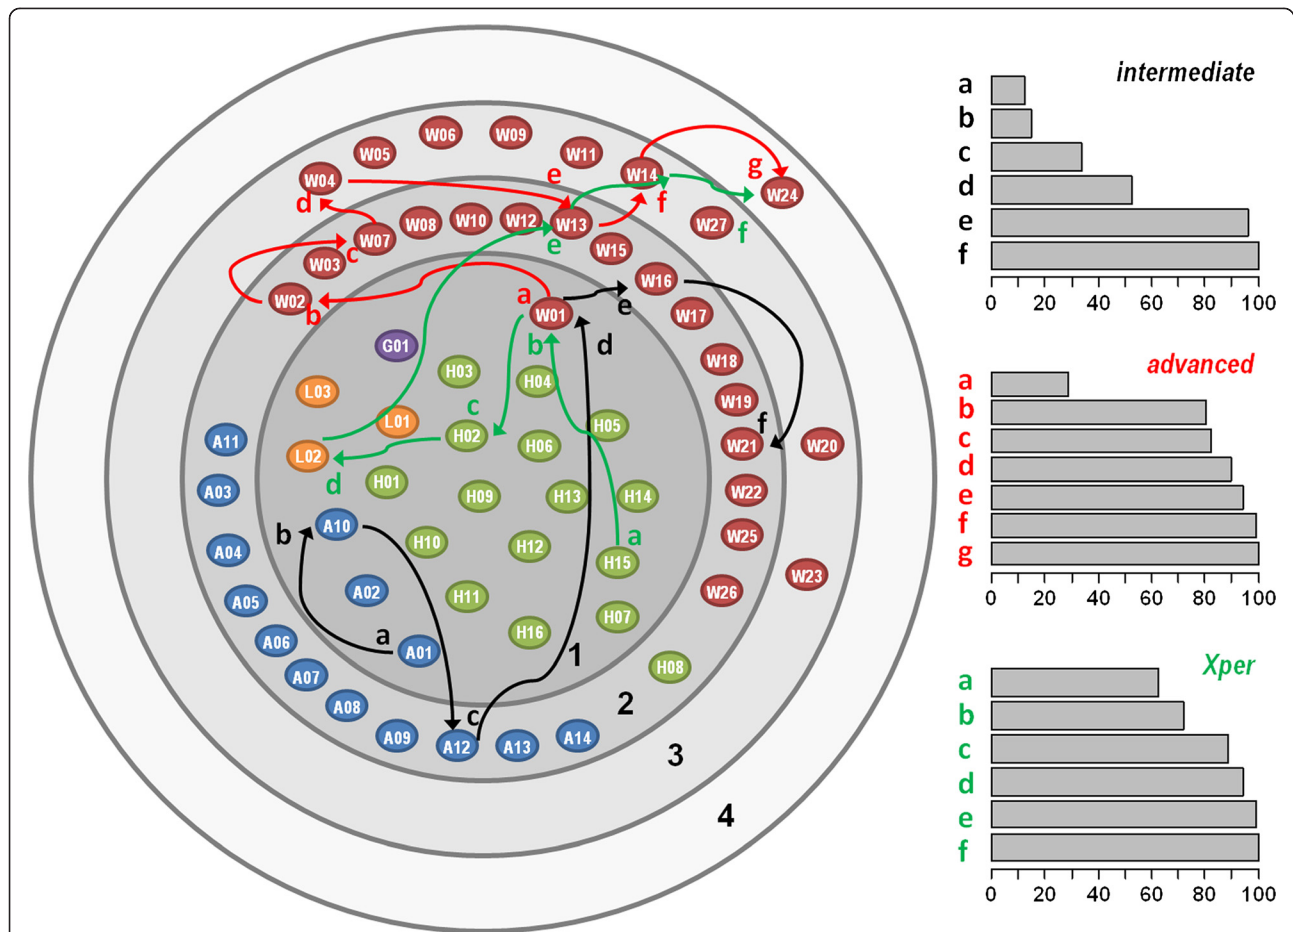 W06 W09
W05 W11
W04 e W14 g W24
d f
W08 W10 W12 W13 W27 f
W07 c e W15
W03
W02 b a W01 e W16
W17
G01 b d
H03 W18
L03 H04 W19
c
A11 L01 H02 H06 H05 f W21 W20
L02
d H01 H09 H13 H14 W22
A03
b A10 H10 H12 a W25
A04 H15
A02 H11 W26 W23
A05
A06 a A01 H16 H07
A07 1 H08
A08 c 2
A09 A12 A13 A14 3
4
intermediate
a
b
c
d
e
f
0 20 40 60 80 100
advanced
a
b
c
d
e
f
g
0 20 40 60 80 100
Xper
a
b
c
d
e
f
0 20 40 60 80 100